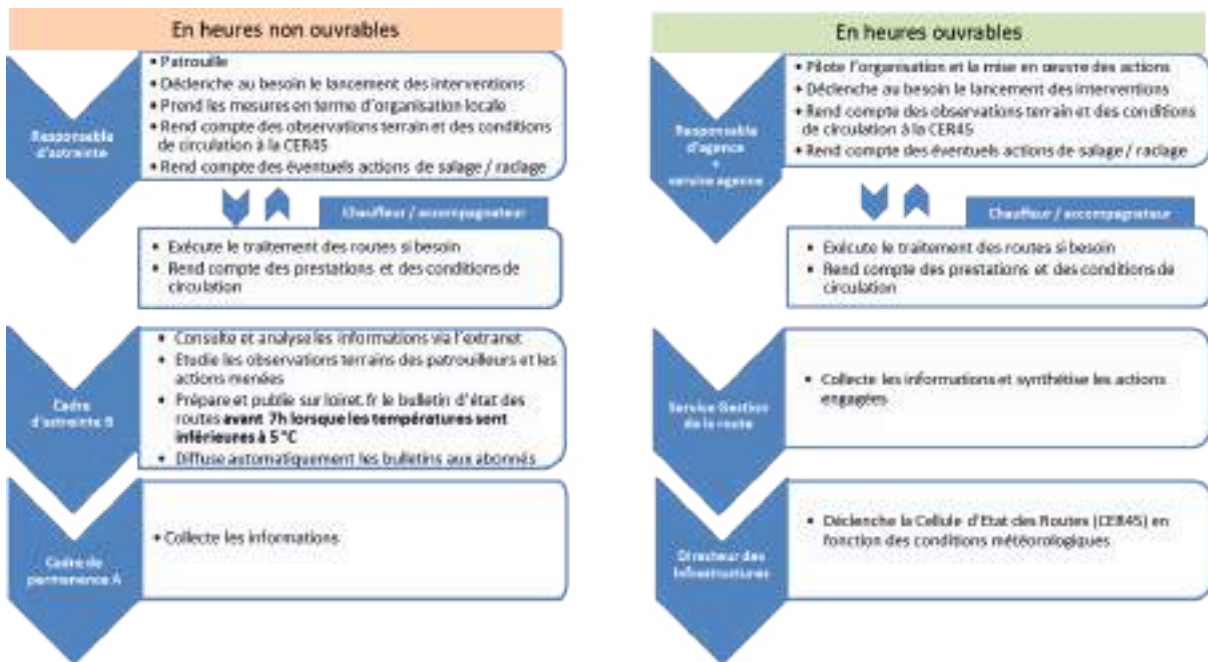 En heures non ouvrables
Responsable
d'astreinte
• Patrouille
• Déclenche au besoin le lancement des interventions
• Prend les mesures en terme d'organisation locale
• Rend compte des observations terrain et des conditions
de circulation à la CER45
• Rend compte des éventuels actions de salage / raclage
Chauffeur / accompagnateur
• Exécute le traitement des routes si besoin
• Rend compte des prestations et des conditions de
circulation
Cadre
d'astreinte B
• Consulte et analyse les informations via l'extranet
• Etudie les observations terrains des patrouilleurs et les
actions menées
• Prépare et publie sur loiret.fr le bulletin d'état des
routes avant 7h lorsque les températures sont
inférieures à 5 °C
• Diffuse automatiquement les bulletins aux abonnés
Cadre de
permanence A
• Collecte les informations
En heures ouvrables
Responsable
d'agence
+
service agence
• Pilote l'organisation et la mise en œuvre des actions
• Déclenche au besoin le lancement des interventions
• Rend compte des observations terrain et des conditions
de circulation à la CER45
• Rend compte des éventuels actions de salage / raclage
Chauffeur / accompagnateur
• Exécute le traitement des routes si besoin
• Rend compte des prestations et des conditions de
circulation
Service Gestion
de la route
• Collecte les informations et synthétise les actions
engagées
Directeur des
Infrastructures
• Déclenche la Cellule d'Etat des Routes (CER45) en
fonction des conditions météorologiques